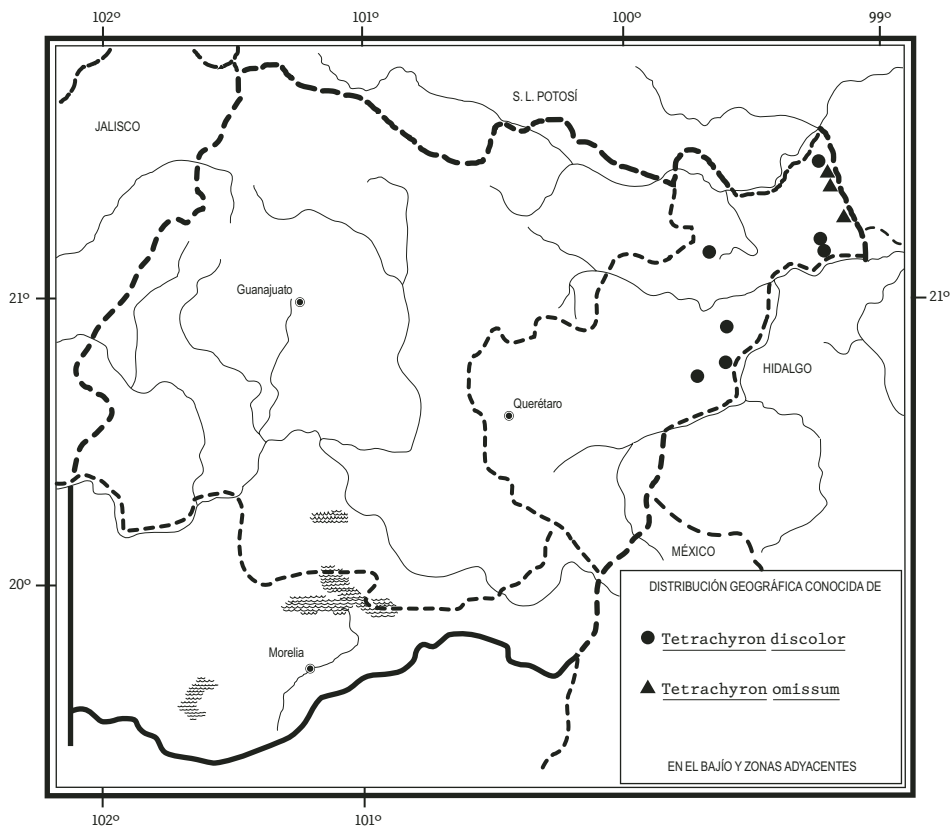 102º 101º 100º 99º
S. L. POTOSÍ
JALISCO
Guanajuato
21º 21º
HIDALGO
Querétaro
MÉXICO
20º
DISTRIBUCIÓN GEOGRÁFICA CONOCIDA DE
Tetrachyron discolor
Morelia
Tetrachyron omissum
EN EL BAJÍO Y ZONAS ADYACENTES
102º 101º